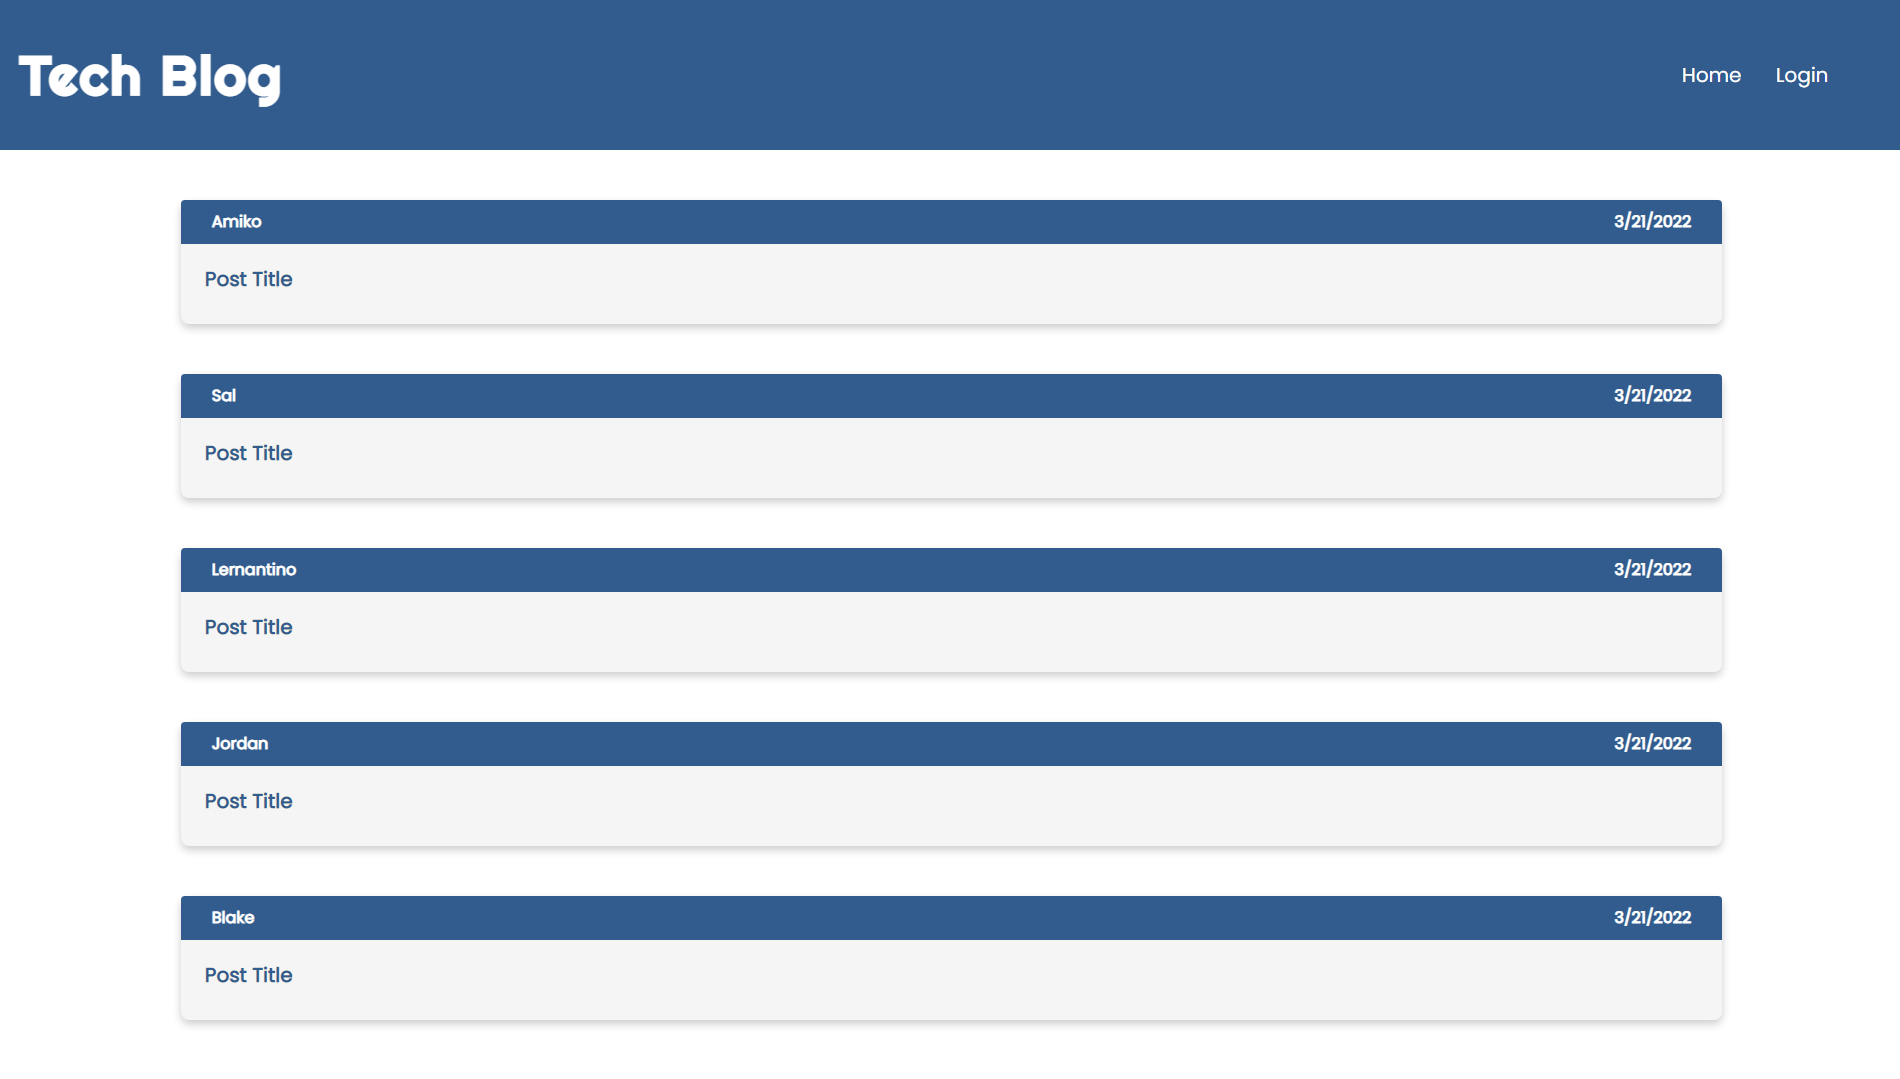 Tech Blog
Home Login
Amiko 3/21/2022
Post Title
Sal 3/21/2022
Post Title
Lernantino 3/21/2022
Post Title
Jordan 3/21/2022
Post Title
Blake 3/21/2022
Post Title